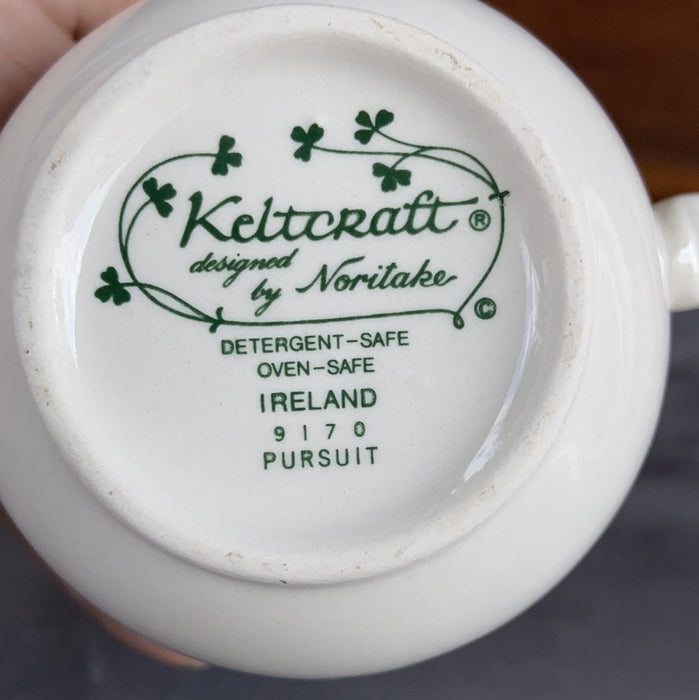 Keltcraft ®
designed
by Noritake ©
DETERGENT-SAFE
OVEN-SAFE
IRELAND
9170
PURSUIT